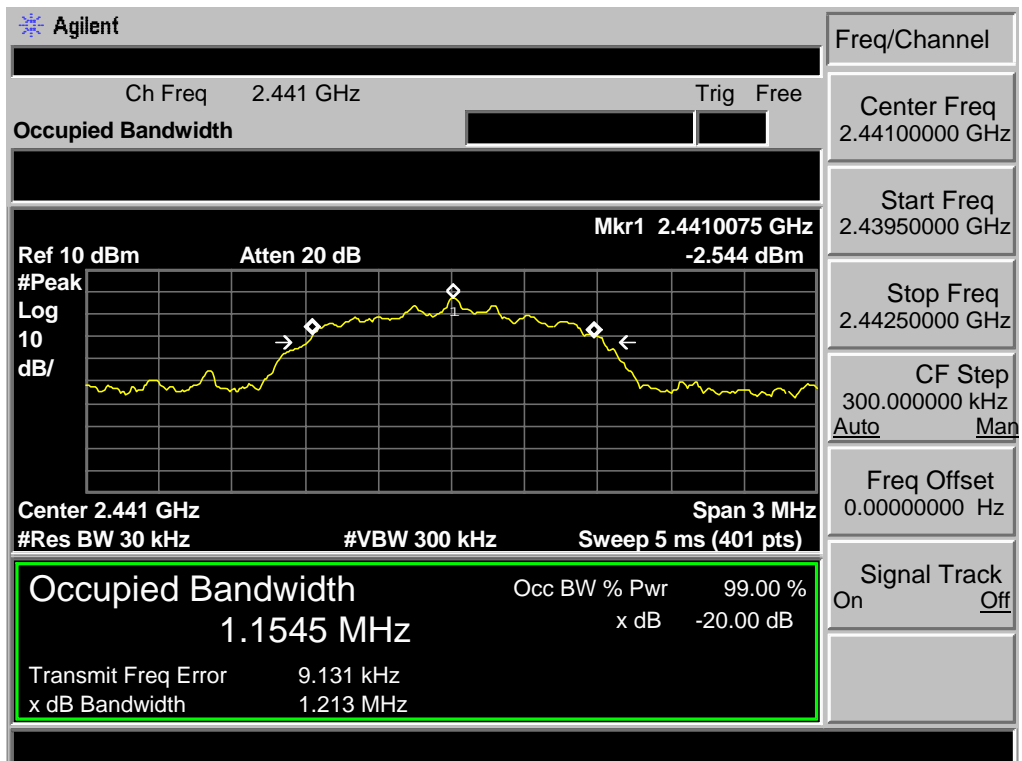 Agilent
Freq/Channel
Ch Freq 2.441 GHz Trig Free
Occupied Bandwidth
Center Freq
2.44100000 GHz
Start Freq
2.43950000 GHz
Stop Freq
2.44250000 GHz
CF Step
300.000000 kHz
Auto Man
Freq Offset
0.00000000 Hz
Signal Track
On Off
Mkr1 2.4410075 GHz
Ref 10 dBm Atten 20 dB -2.544 dBm
#Peak
Log
10
dB/
1
Center 2.441 GHz Span 3 MHz
#Res BW 30 kHz #VBW 300 kHz Sweep 5 ms (401 pts)
Occupied Bandwidth
1.1545 MHz
Occ BW % Pwr 99.00 %
x dB -20.00 dB
Transmit Freq Error 9.131 kHz
x dB Bandwidth 1.213 MHz